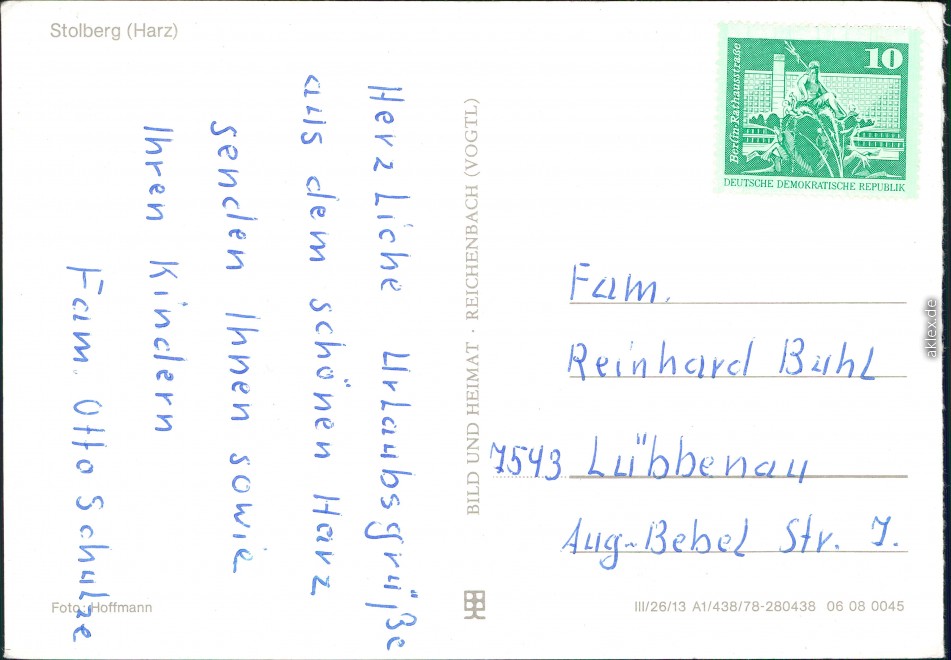 Stolberg (Harz)
Herzliche Urlaubsgrüße
aus dem schönen Harz
senden Ihnen sowie
Ihren Kindern
Fam. Otto Schulze
Foto: Hoffmann
BILD UND HEIMAT · REICHENBACH (VOGTL)
Berlin-Rathausstraße
10
DEUTSCHE DEMOKRATISCHE REPUBLIK
Fam.
Reinhard Buhl
7543 Lübbenau
Aug-Bebel Str. 7.
III/26/13 A1/438/78-280438 06 08 0045
aklex.de